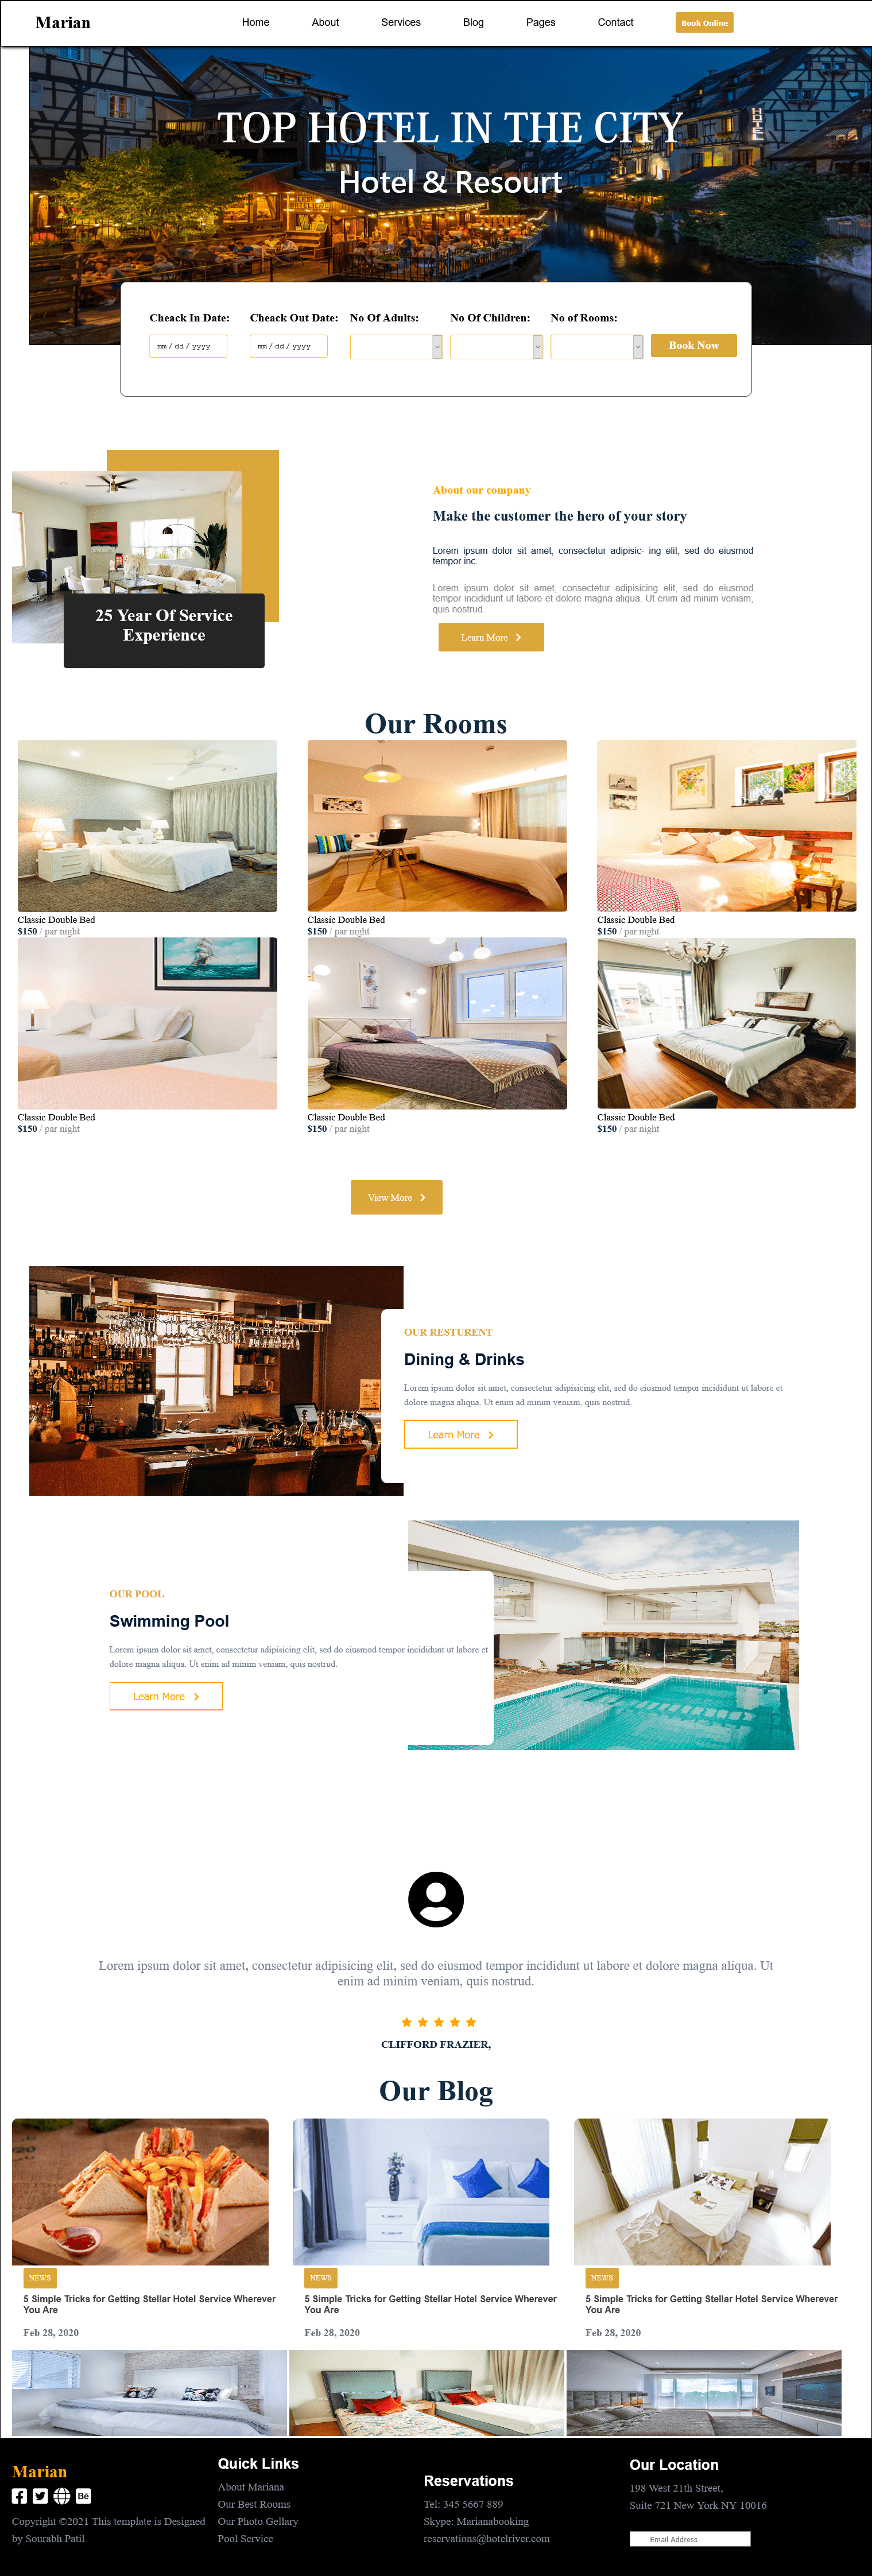 Marian
Home About Services Blog Pages Contact Book Online
TOP HOTEL IN THE CITY
HOTEL
Hotel & Resourt
Cheack In Date: Cheack Out Date: No Of Adults: No Of Children: No of Rooms:
mm / dd / yyyy mm / dd / yyyy Book Now
About our company
Make the customer the hero of your story
Lorem ipsum dolor sit amet, consectetur adipisic- ing elit, sed do eiusmod
tempor inc.
Lorem ipsum dolor sit amet, consectetur adipisicing elit, sed do eiusmod
tempor incididunt ut labore et dolore magna aliqua. Ut enim ad minim veniam,
quis nostrud.
Learn More
25 Year Of Service
Experience
Our Rooms
Classic Double Bed Classic Double Bed Classic Double Bed
$150 / par night $150 / par night $150 / par night
Classic Double Bed Classic Double Bed Classic Double Bed
$150 / par night $150 / par night $150 / par night
View More
OUR RESTURENT
Dining & Drinks
Lorem ipsum dolor sit amet, consectetur adipisicing elit, sed do eiusmod tempor incididunt ut labore et
dolore magna aliqua. Ut enim ad minim veniam, quis nostrud.
Learn More
OUR POOL
Swimming Pool
Lorem ipsum dolor sit amet, consectetur adipisicing elit, sed do eiusmod tempor incididunt ut labore et
dolore magna aliqua. Ut enim ad minim veniam, quis nostrud.
Learn More
Lorem ipsum dolor sit amet, consectetur adipisicing elit, sed do eiusmod tempor incididunt ut labore et dolore magna aliqua. Ut
enim ad minim veniam, quis nostrud.
CLIFFORD FRAZIER,
Our Blog
NEWS NEWS NEWS
5 Simple Tricks for Getting Stellar Hotel Service Wherever
You Are
Feb 28, 2020
5 Simple Tricks for Getting Stellar Hotel Service Wherever
You Are
Feb 28, 2020
5 Simple Tricks for Getting Stellar Hotel Service Wherever
You Are
Feb 28, 2020
Marian
Bē
Copyright ©2021 This template is Designed
by Sourabh Patil
Quick Links
About Mariana
Our Best Rooms
Our Photo Gellary
Pool Service
Reservations
Tel: 345 5667 889
Skype: Marianabooking
reservations@hotelriver.com
Our Location
198 West 21th Street,
Suite 721 New York NY 10016
Email Address